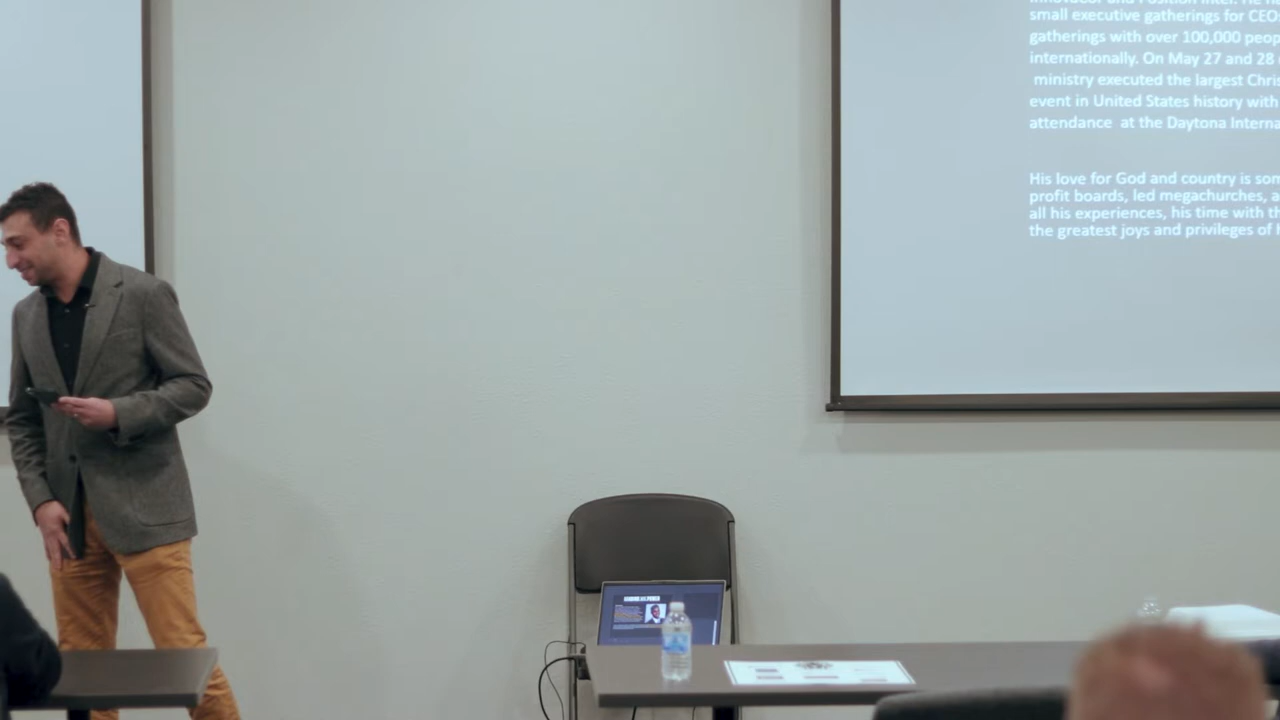 small executive gatherings for CEO
gatherings with over 100,000 peop
internationally. On May 27 and 28
ministry executed the largest Chris
event in United States history with
attendance at the Daytona Interna
His love for God and country is som
profit boards, led megachurches, a
all his experiences, his time with th
the greatest joys and privileges of